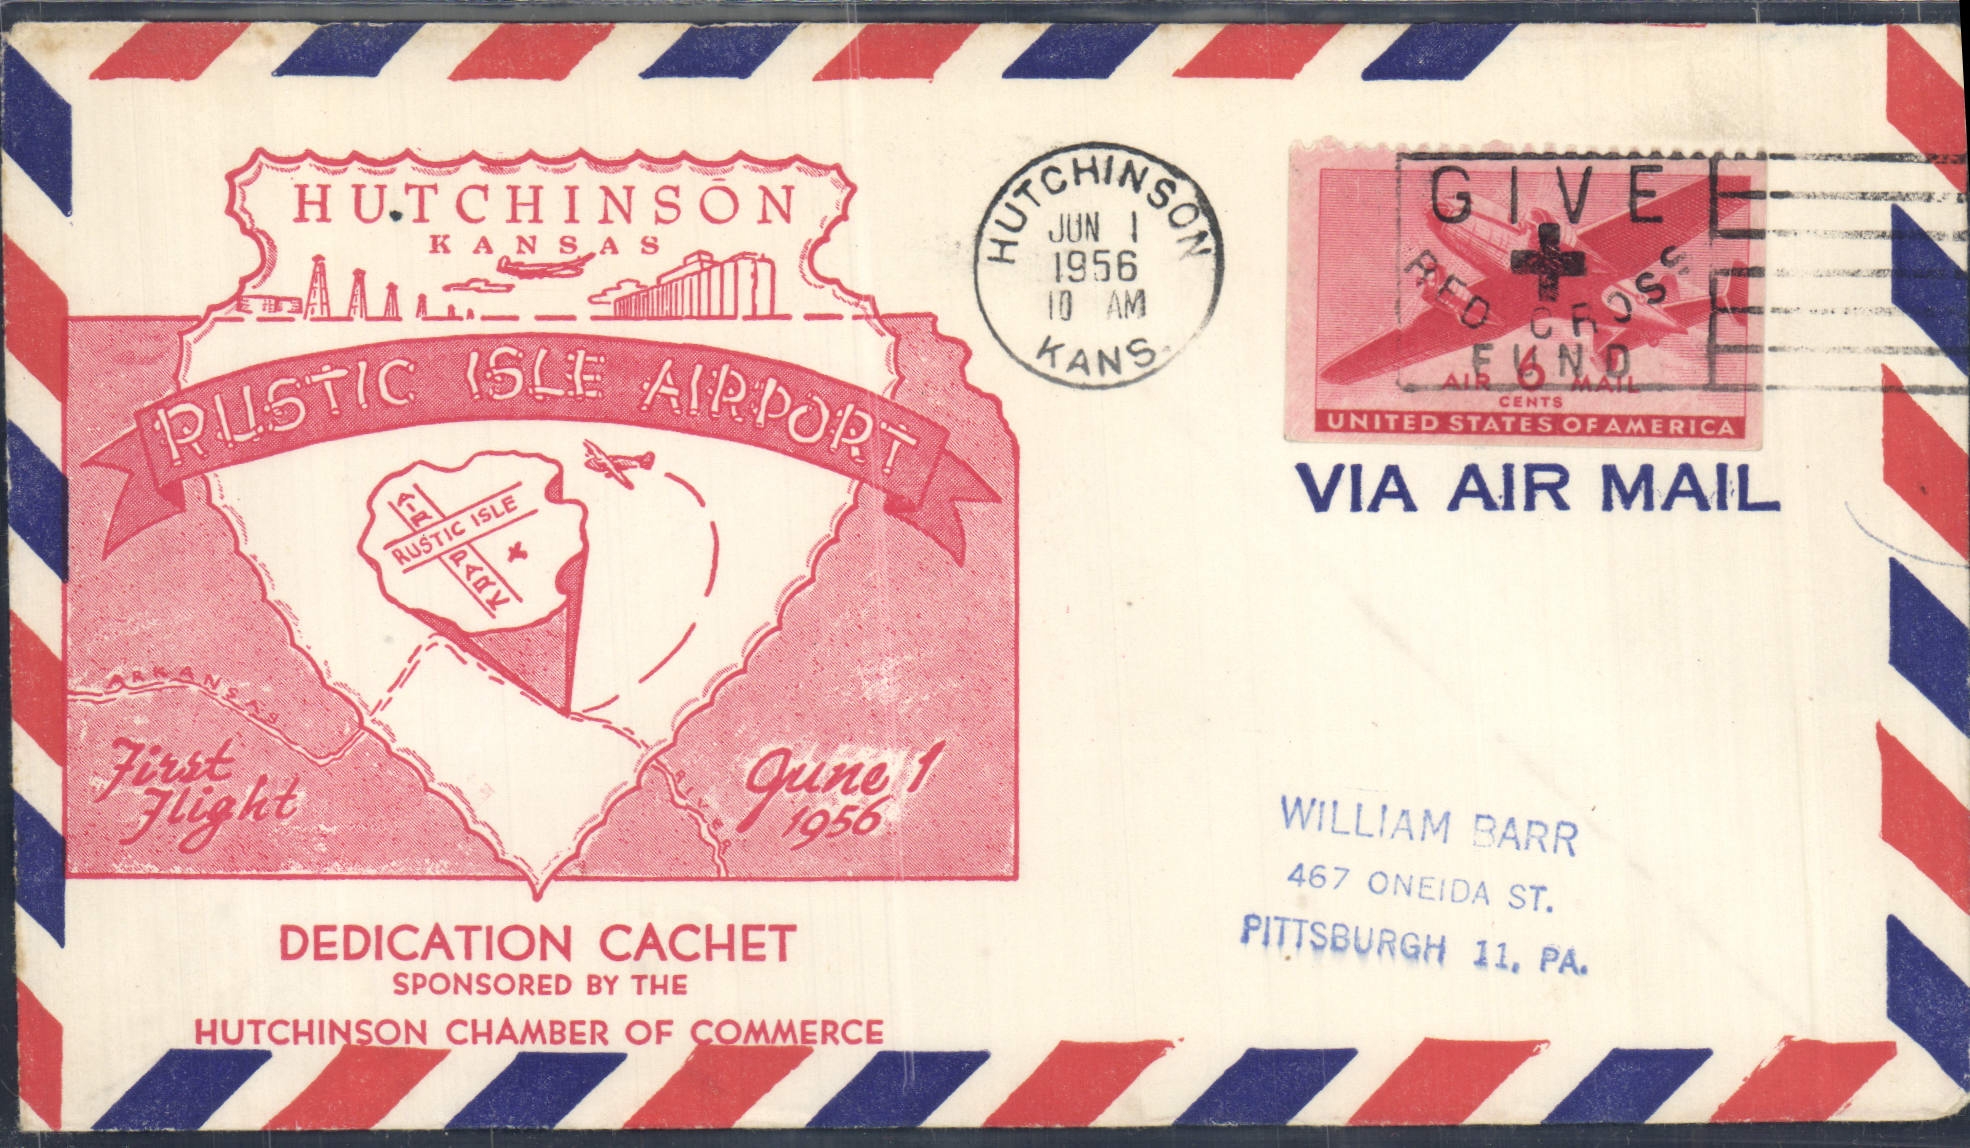 HUTCHINSON
KANSAS
RUSTIC ISLE AIRPORT
AIR PARK
RUSTIC ISLE
ARKANSAS
RIVER
First
Flight
June 1
1956
DEDICATION CACHET
SPONSORED BY THE
HUTCHINSON CHAMBER OF COMMERCE
HUTCHINSON
JUN 1
1956
10 AM
KANS.
GIVE
RED CROSS
FUND
AIR 6 MAIL
CENTS
UNITED STATES OF AMERICA
VIA AIR MAIL
WILLIAM BARR
467 ONEIDA ST.
PITTSBURGH 11, PA.